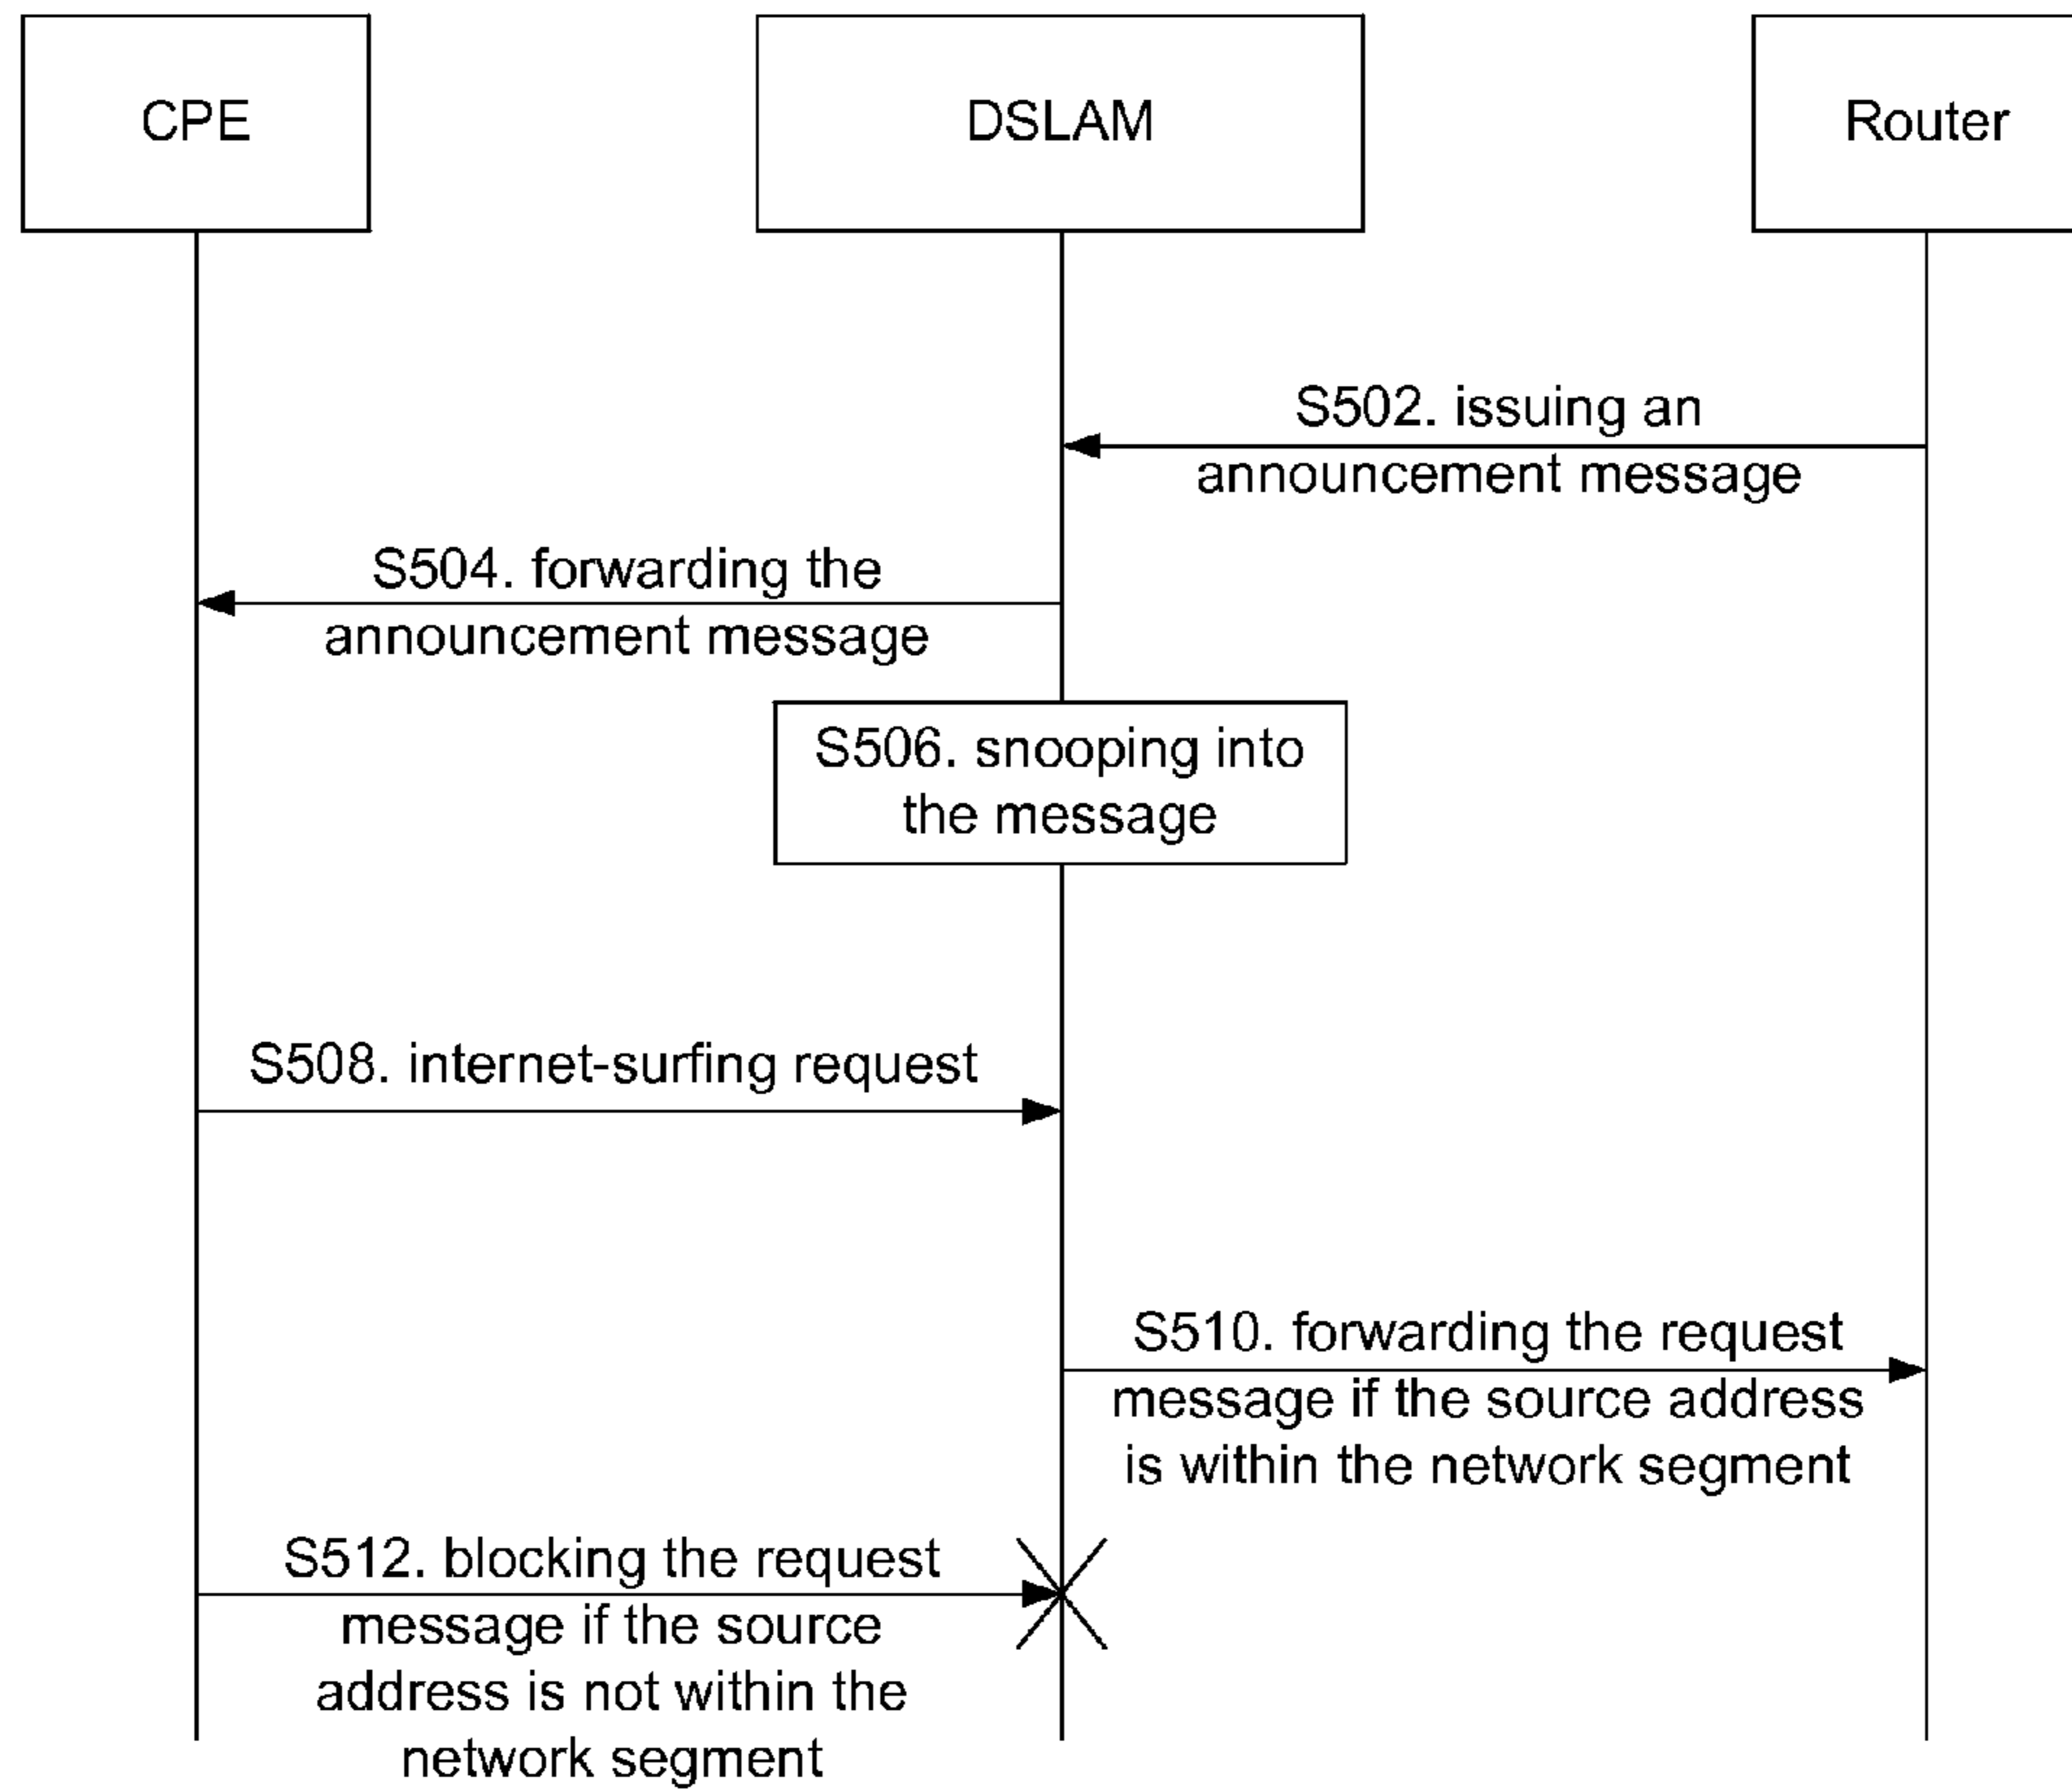 CPE
DSLAM
Router
S502. issuing an
announcement message
S504. forwarding the
announcement message
S506. snooping into
the message
S508. internet-surfing request
S510. forwarding the request
message if the source address
is within the network segment
S512. blocking the request
message if the source
address is not within the
network segment